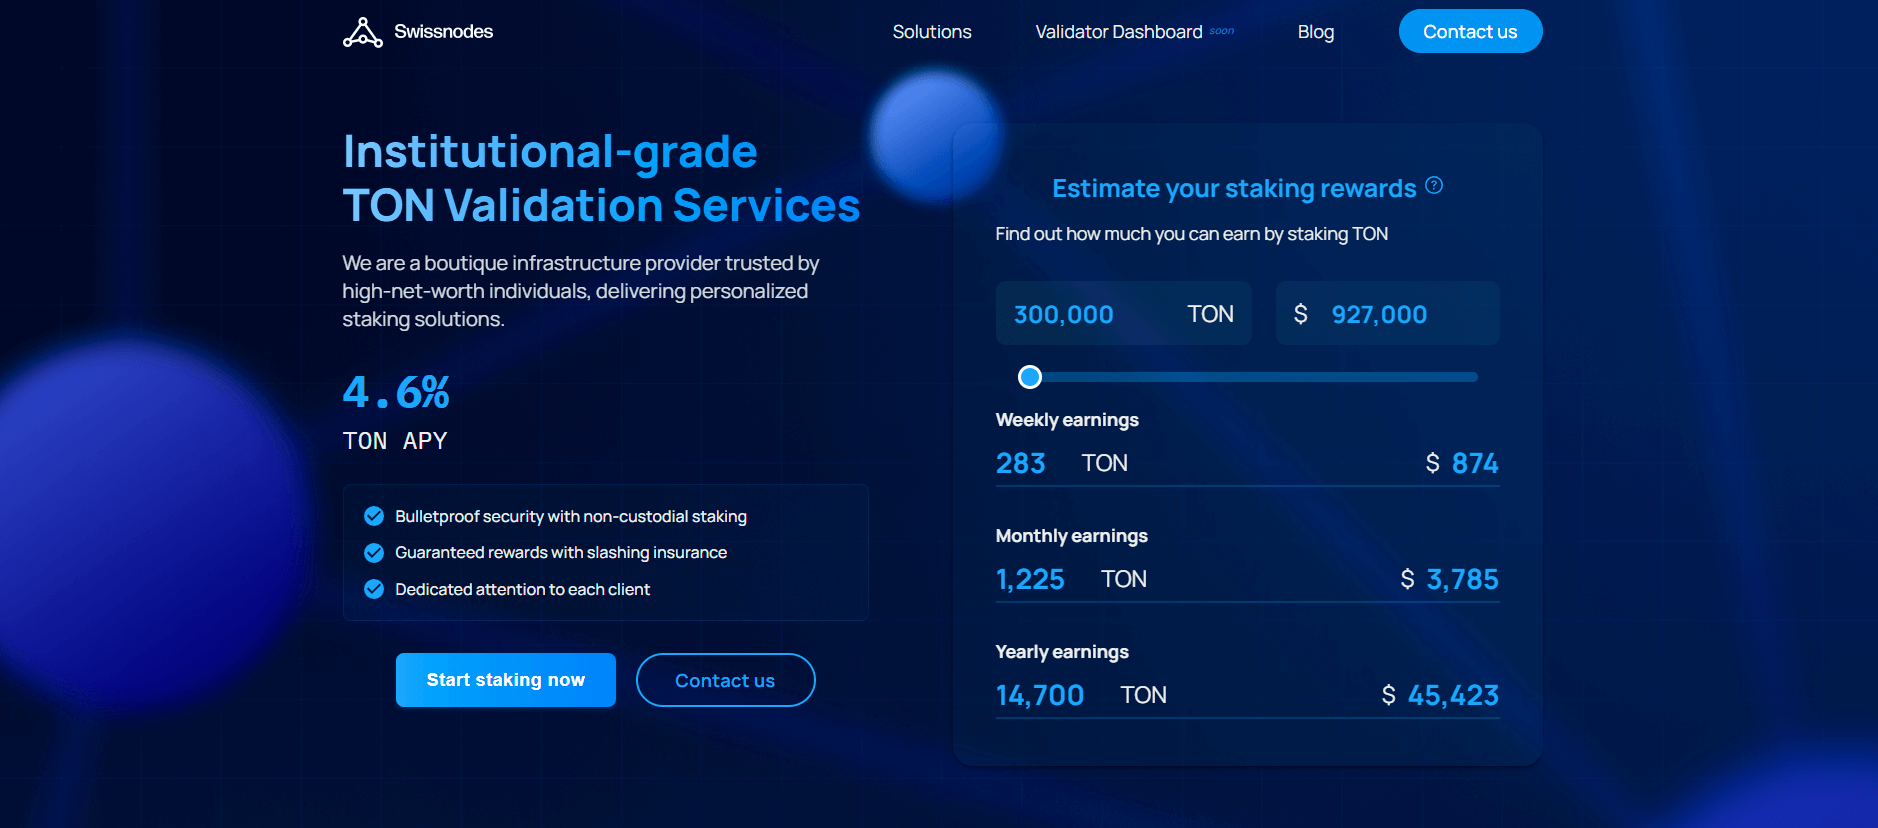 Swissnodes
Solutions
Validator Dashboard soon
Blog
Contact us
Institutional-grade
TON Validation Services
We are a boutique infrastructure provider trusted by
high-net-worth individuals, delivering personalized
staking solutions.
4.6%
TON APY
Bulletproof security with non-custodial staking
Guaranteed rewards with slashing insurance
Dedicated attention to each client
Start staking now
Contact us
Estimate your staking rewards ?
Find out how much you can earn by staking TON
300,000 TON $ 927,000
Weekly earnings
283 TON $ 874
Monthly earnings
1,225 TON $ 3,785
Yearly earnings
14,700 TON $ 45,423